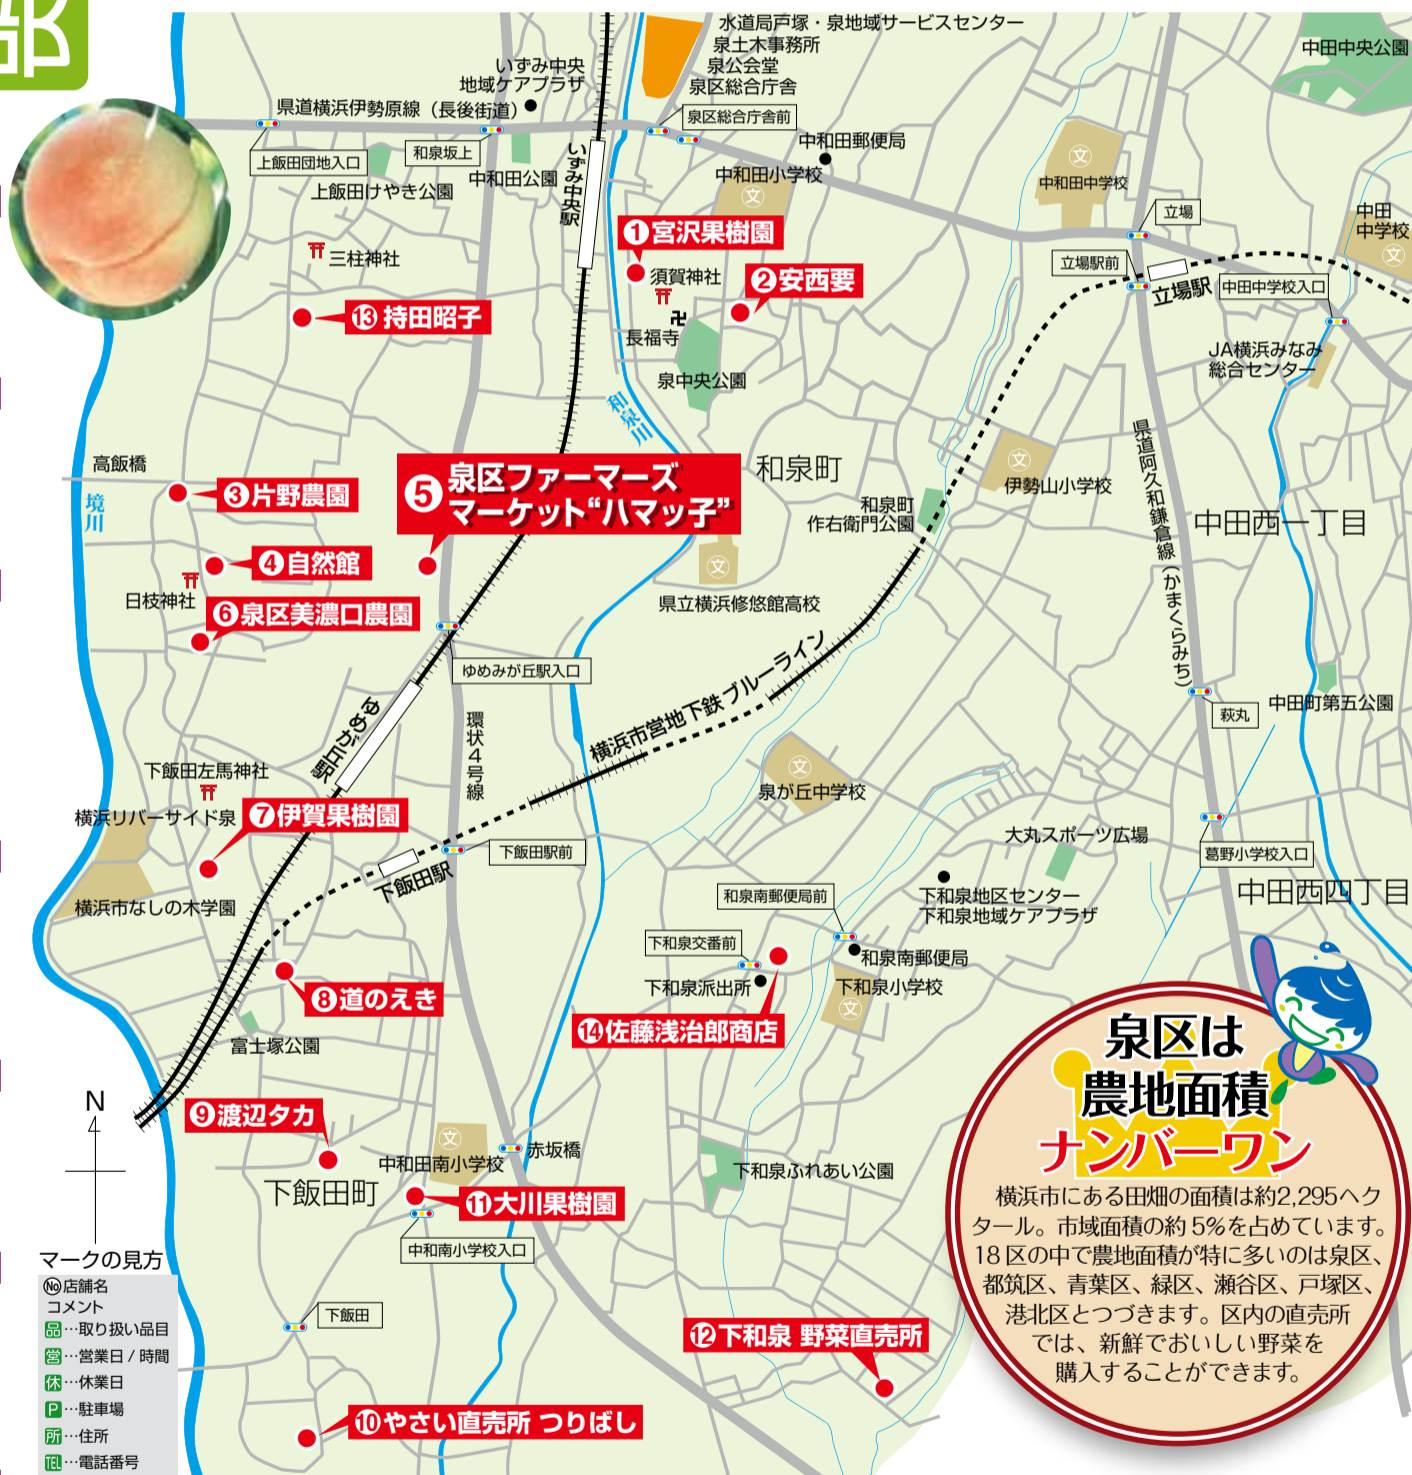 部
水道局戸塚・泉地域サービスセンター
泉土木事務所
泉公会堂
泉区総合庁舎
中田中央公園
いずみ中央
地域ケアプラザ
県道横浜伊勢原線（長後街道）
泉区総合庁舎前
上飯田団地入口
和泉坂上
上飯田けやき公園
中和田公園
いずみ中央駅
中和田郵便局
中和田小学校
文
文
中和田中学校
立場
中田
中学校
文
①宮沢果樹園
三柱神社
須賀神社
②安西要
立場駅前
立場駅
中田中学校入口
⑬ 持田昭子
卍
長福寺
泉中央公園
JA横浜みなみ
総合センター
和泉川
高飯橋
境川
③片野農園
⑤ 泉区ファーマーズ
マーケット“ハマッ子”
和泉町
和泉町
作右衛門公園
文
伊勢山小学校
県道阿久和鎌倉線（かまくらみち）
中田西一丁目
④自然館
日枝神社
⑥泉区美濃口農園
文
県立横浜修悠館高校
ゆめみが丘駅入口
横浜市営地下鉄 ブルーライン
中田町第五公園
萩丸
ゆめが丘駅
環状4号線
下飯田左馬神社
横浜リバーサイド泉
⑦伊賀果樹園
文
泉が丘中学校
大丸スポーツ広場
葛野小学校入口
下飯田駅前
下飯田駅
横浜市なしの木学園
中田西四丁目
和泉南郵便局前
下和泉地区センター
下和泉地域ケアプラザ
下和泉交番前
和泉南郵便局
下和泉派出所
下和泉小学校
文
⑧道のえき
富士塚公園
⑭佐藤浅治郎商店
N
⑨渡辺タカ
文
中和田南小学校
赤坂橋
下飯田町
⑪大川果樹園
中和南小学校入口
下和泉ふれあい公園
下飯田
⑫下和泉 野菜直売所
⑩やさい直売所 つりばし
マークの見方
No店舗名
コメント
品…取り扱い品目
営…営業日 / 時間
休…休業日
P…駐車場
所…住所
TEL…電話番号
泉区は
農地面積
ナンバーワン
横浜市にある田畑の面積は約2,295ヘク
タール。市域面積の約 5%を占めています。
18 区の中で農地面積が特に多いのは泉区、
都筑区、青葉区、緑区、瀬谷区、戸塚区、
港北区とつづきます。区内の直売所
では、新鮮でおいしい野菜を
購入することができます。